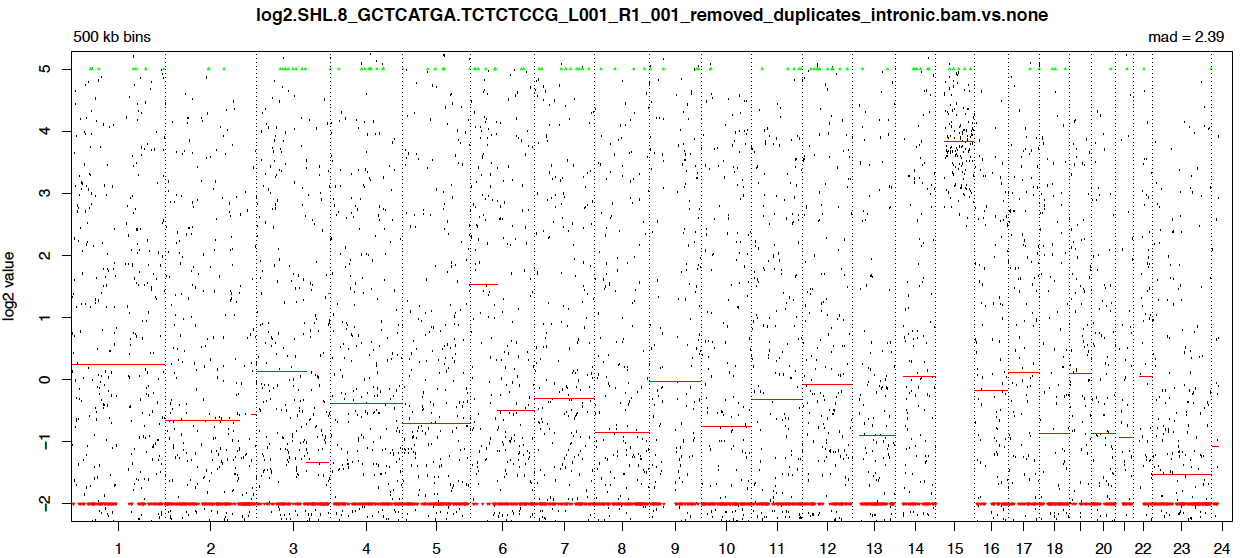 log2.SHL.8_GCTCATGA.TCTCTCCG_L001_R1_001_removed_duplicates_intronic.bam.vs.none
500 kb bins
mad = 2.39
log2 value
5
4
3
2
1
0
−1
−2
1 2 3 4 5 6 7 8 9 10 11 12 13 14 15 16 17 18 20 22 23 24